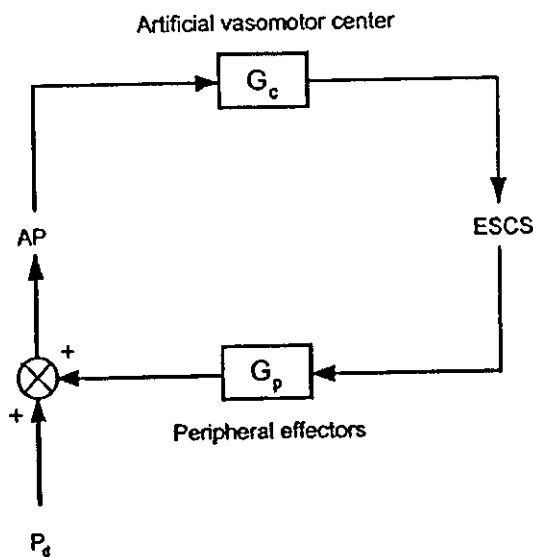 Artificial vasomotor center
Gc
AP
ESCS
+
Gp
+
Peripheral effectors
Pd